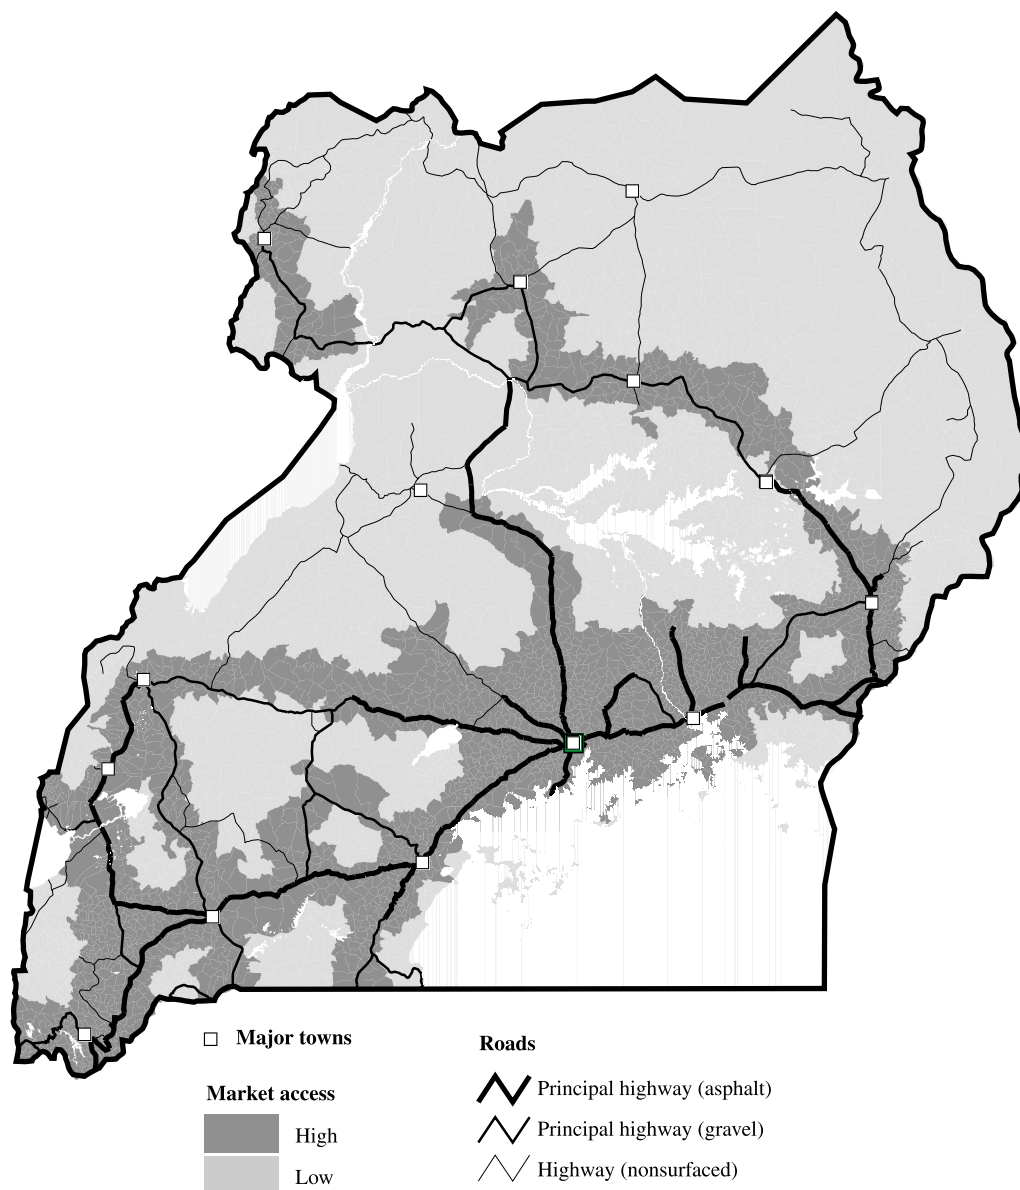 Major towns
Market access
High
Low
Roads
Principal highway (asphalt)
Principal highway (gravel)
Highway (nonsurfaced)